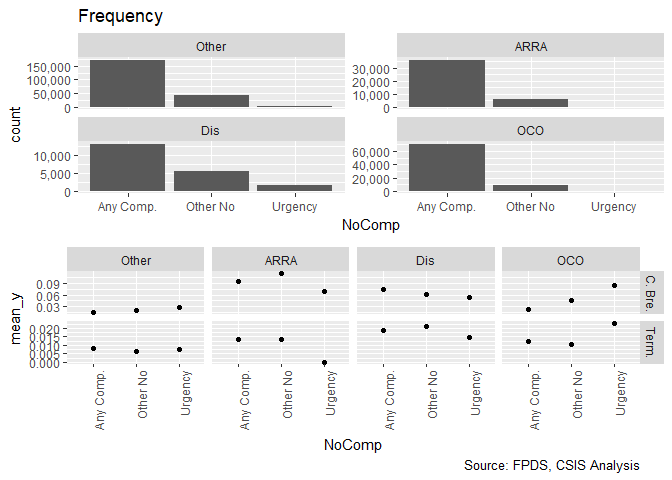 Frequency
Other
ARRA
150,000
100,000
50,000
0
30,000
20,000
10,000
0
count
Dis
OCO
10,000
5,000
0
60,000
40,000
20,000
0
Any Comp.
Other No
Urgency
Any Comp.
Other No
Urgency
NoComp
Other
ARRA
Dis
OCO
mean_y
0.09
0.06
0.03
C. Bre.
0.020
0.015
0.010
0.005
0.000
Term.
Any Comp.
Other No
Urgency
Any Comp.
Other No
Urgency
Any Comp.
Other No
Urgency
Any Comp.
Other No
Urgency
NoComp
Source: FPDS, CSIS Analysis